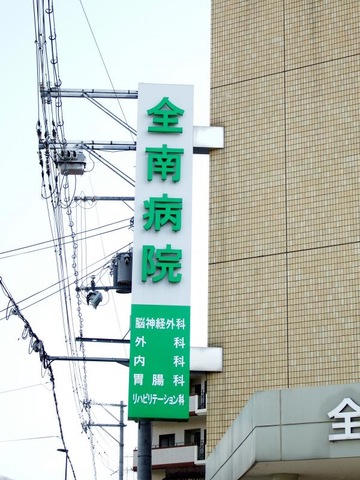 全南病院
脳神経外科
外科
内科
胃腸科
リハビリテーション科
全